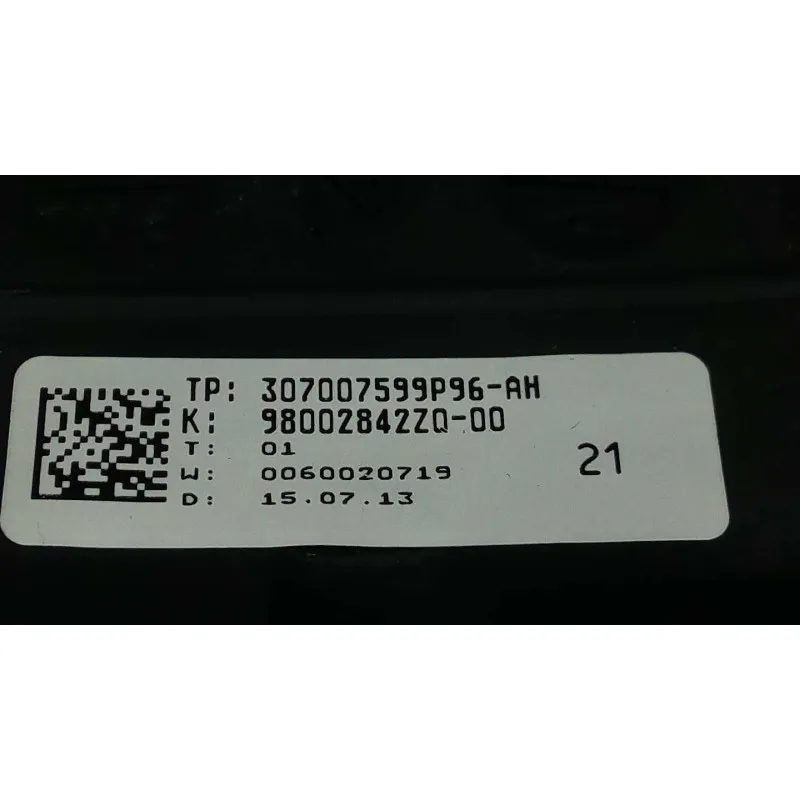 TP: 307007599P96-AH
K: 98002842ZQ-00
T: 01
W: 0060020719
D: 15.07.13
21